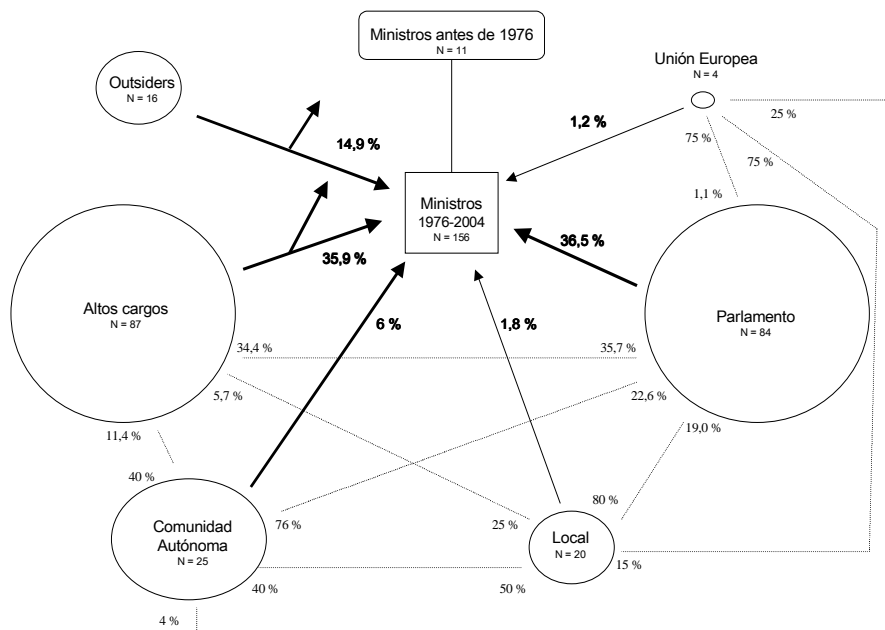 Ministros antes de 1976
N = 11
Unión Europea
N = 4
Outsiders
N = 16
25 %
1,2 %
14,9 %
75 %
75 %
1,1 %
Ministros
1976-2004
N = 156
36,5 %
35,9 %
Altos cargos
N = 87
Parlamento
N = 84
6 %
1,8 %
34,4 %
35,7 %
5,7 %
22,6 %
11,4 %
19,0 %
40 %
80 %
Comunidad
Autónoma
N = 25
76 %
25 %
Local
N = 20
15 %
40 %
50 %
4 %